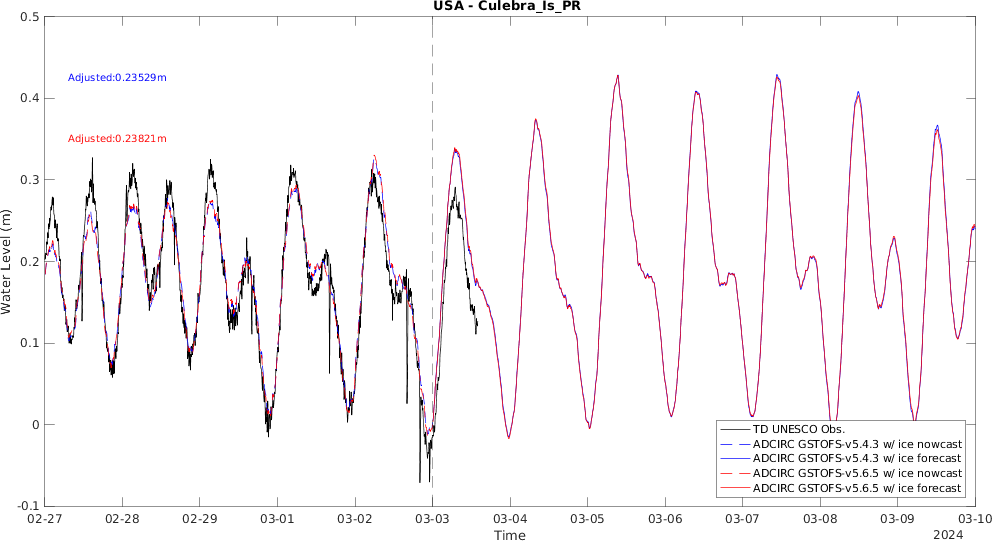 USA - Culebra_Is_PR
0.5
0.4
0.3
0.2
0.1
0
-0.1
Water Level (m)
Adjusted:0.23529m
Adjusted:0.23821m
TD UNESCO Obs.
ADCIRC GSTOFS-v5.4.3 w/ ice nowcast
ADCIRC GSTOFS-v5.4.3 w/ ice forecast
ADCIRC GSTOFS-v5.6.5 w/ ice nowcast
ADCIRC GSTOFS-v5.6.5 w/ ice forecast
02-27 02-28 02-29 03-01 03-02 03-03 03-04 03-05 03-06 03-07 03-08 03-09 03-10
Time
2024